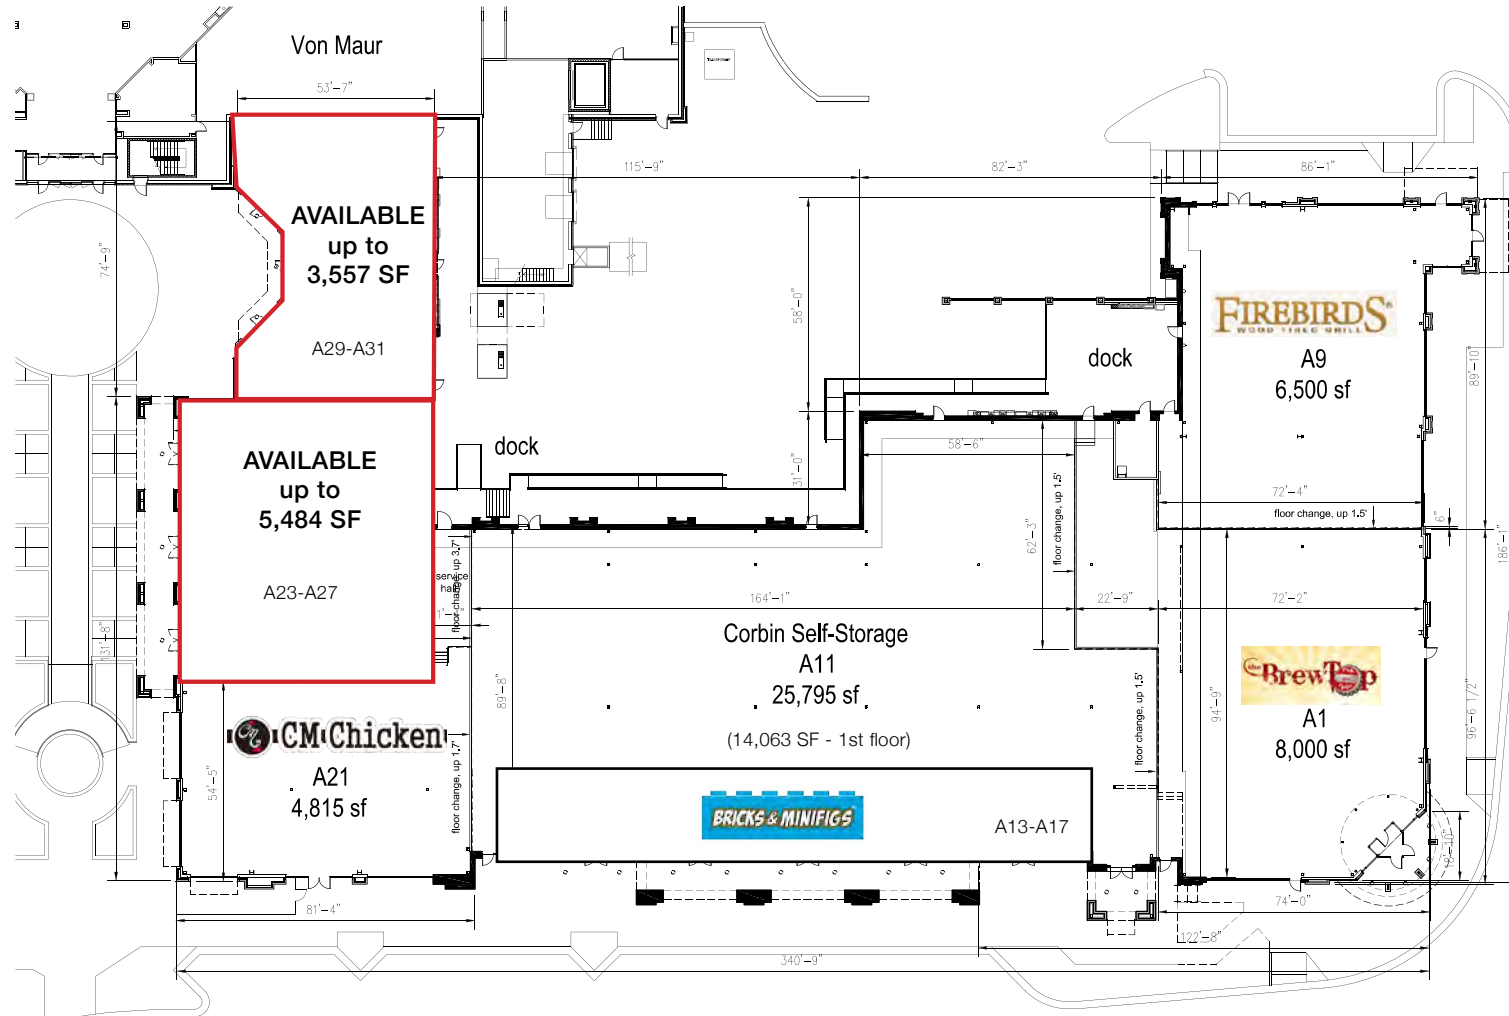 Von Maur
53'-7"
TRANSFORMER
115'-9"
82'-3"
86'-1"
AVAILABLE
up to
3,557 SF
A29-A31
74'-9"
58'-0"
dock
FIREBIRDS
WOOD FIRED GRILL
A9
6,500 sf
89'-10"
AVAILABLE
up to
5,484 SF
A23-A27
dock
58'-6"
31'-0"
62'-3"
floor change, up 1.5'
72'-4"
floor change, up 1.5'
6"
186'-1"
floor change, up 3.7'
service
hall
131'-8"
164'-1"
22'-9"
72'-2"
Corbin Self-Storage
A11
25,795 sf
(14,063 SF - 1st floor)
89'-8"
floor change, up 1.5'
94'-9"
the BrewTop
A1
8,000 sf
96'-6 1/2"
CM Chicken
A21
4,815 sf
54'-5"
floor change, up 1.7'
BRICKS & MINIFIGS
A13-A17
18'-10"
81'-4"
74'-0"
122'-8"
340'-9"